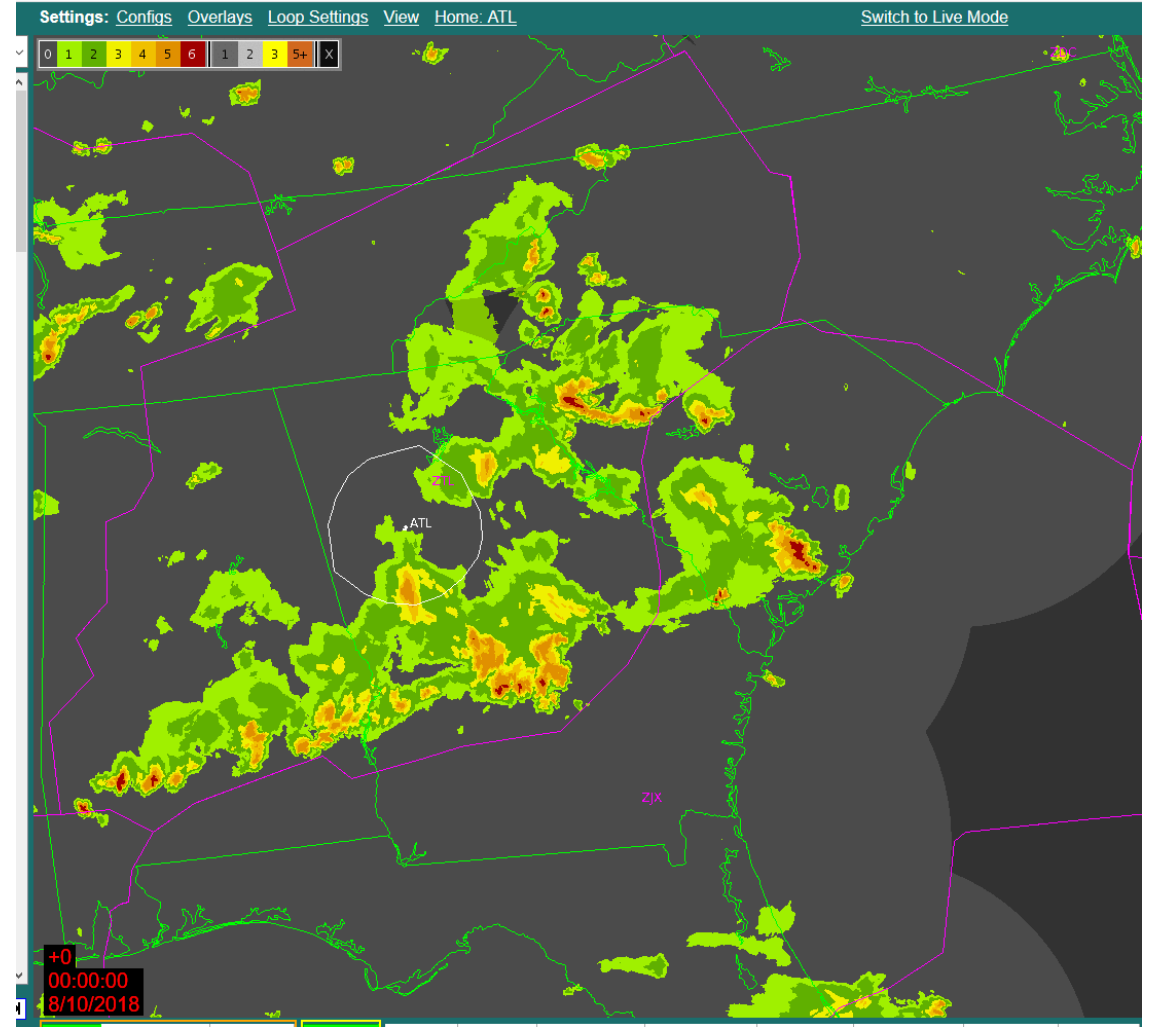 Settings: Configs Overlays Loop Settings View Home: ATL Switch to Live Mode
0 1 2 3 4 5 6 1 2 3 5+ X
ZTL
ATL
ZJX
+0
00:00:00
8/10/2018